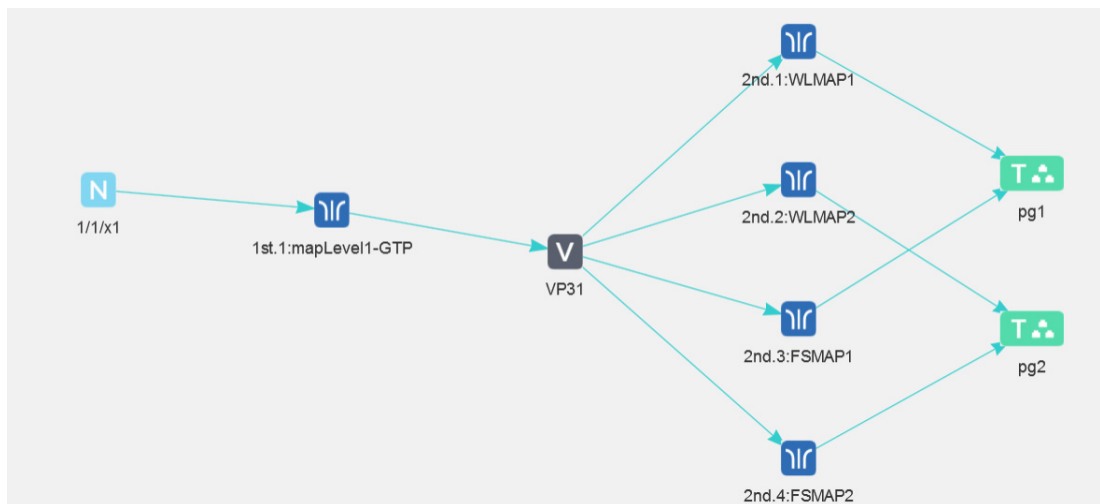 2nd.1:WLMAP1
N
1/1/x1
1st.1:mapLevel1-GTP
V
VP31
2nd.2:WLMAP2
2nd.3:FSMAP1
2nd.4:FSMAP2
T
pg1
T
pg2